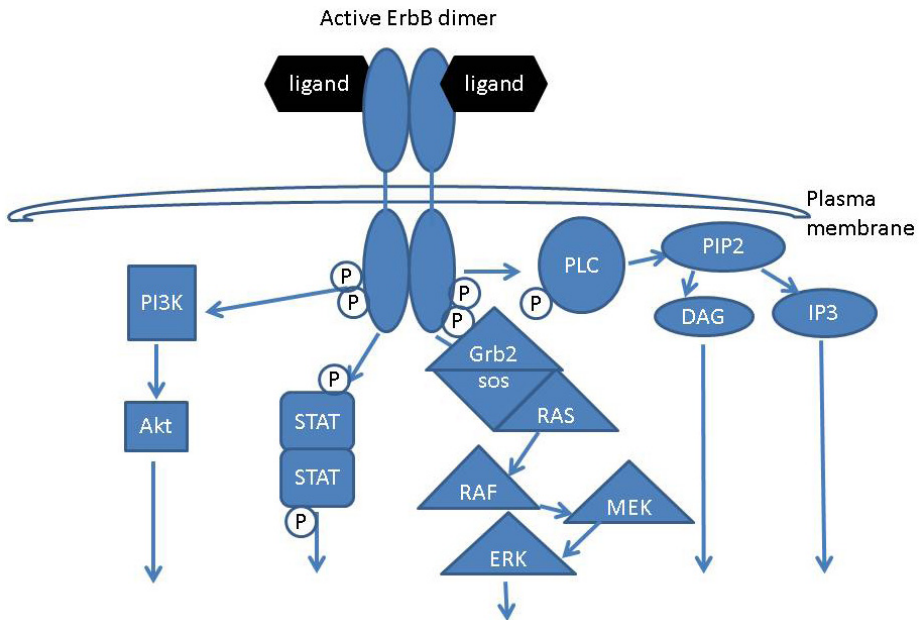 Active ErbB dimer
ligand
ligand
Plasma
membrane
P
P
P
P
PLC
P
PIP2
PI3K
DAG
IP3
Grb2
sos
RAS
P
STAT
STAT
P
Akt
RAF
MEK
ERK